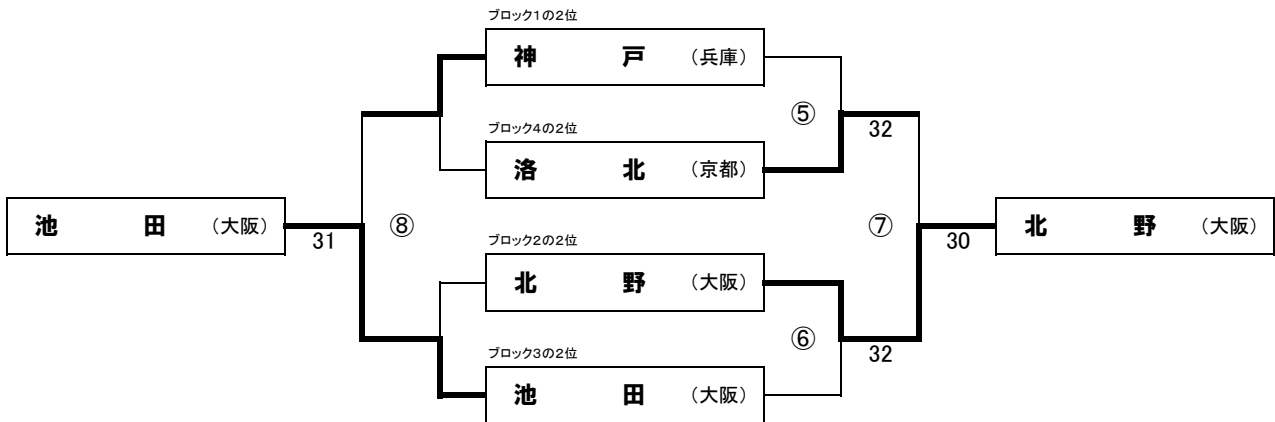 ブロック1の2位
神 戸 (兵庫)
⑤
32
ブロック4の2位
洛 北 (京都)
池 田 (大阪)
31
⑧
⑦
30
北 野 (大阪)
ブロック2の2位
北 野 (大阪)
⑥
32
ブロック3の2位
池 田 (大阪)